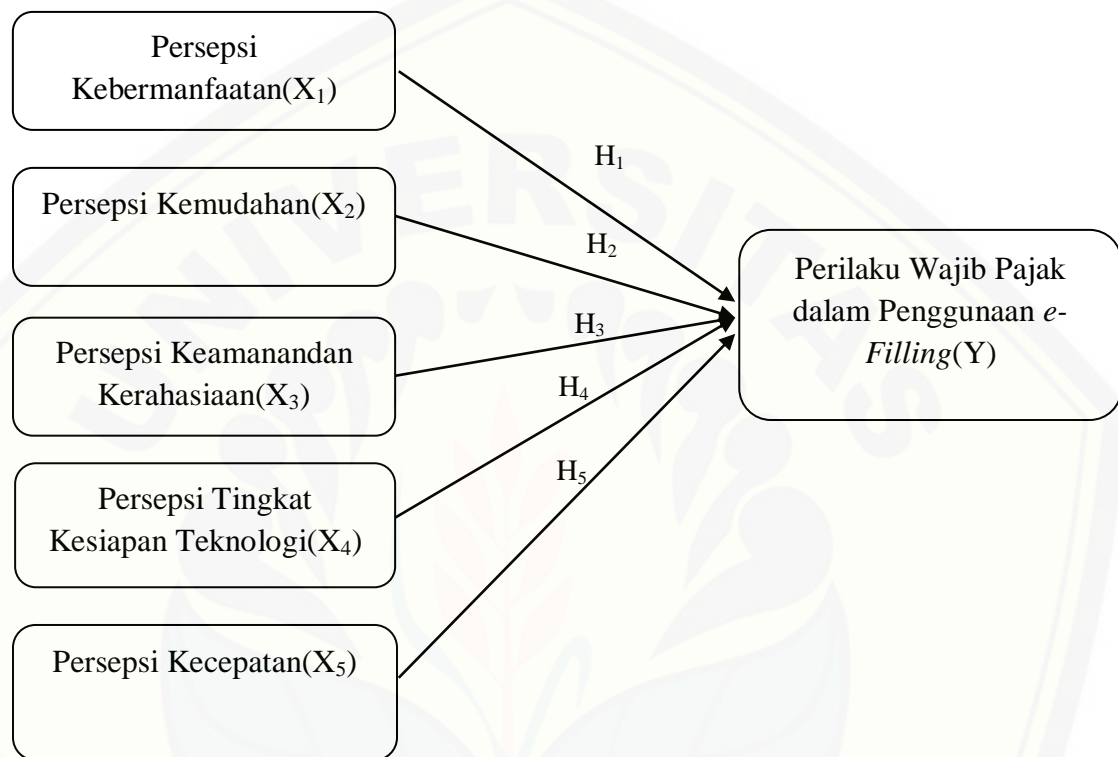 Persepsi
Kebermanfaatan(X₁)
H₁
Persepsi Kemudahan(X₂)
H₂
Perilaku Wajib Pajak
dalam Penggunaan e-
Filling(Y)
Persepsi Keamanandan
Kerahasiaan(X₃)
H₃
H₄
Persepsi Tingkat
Kesiapan Teknologi(X₄)
H₅
Persepsi Kecepatan(X₅)
UNIVERSITAS